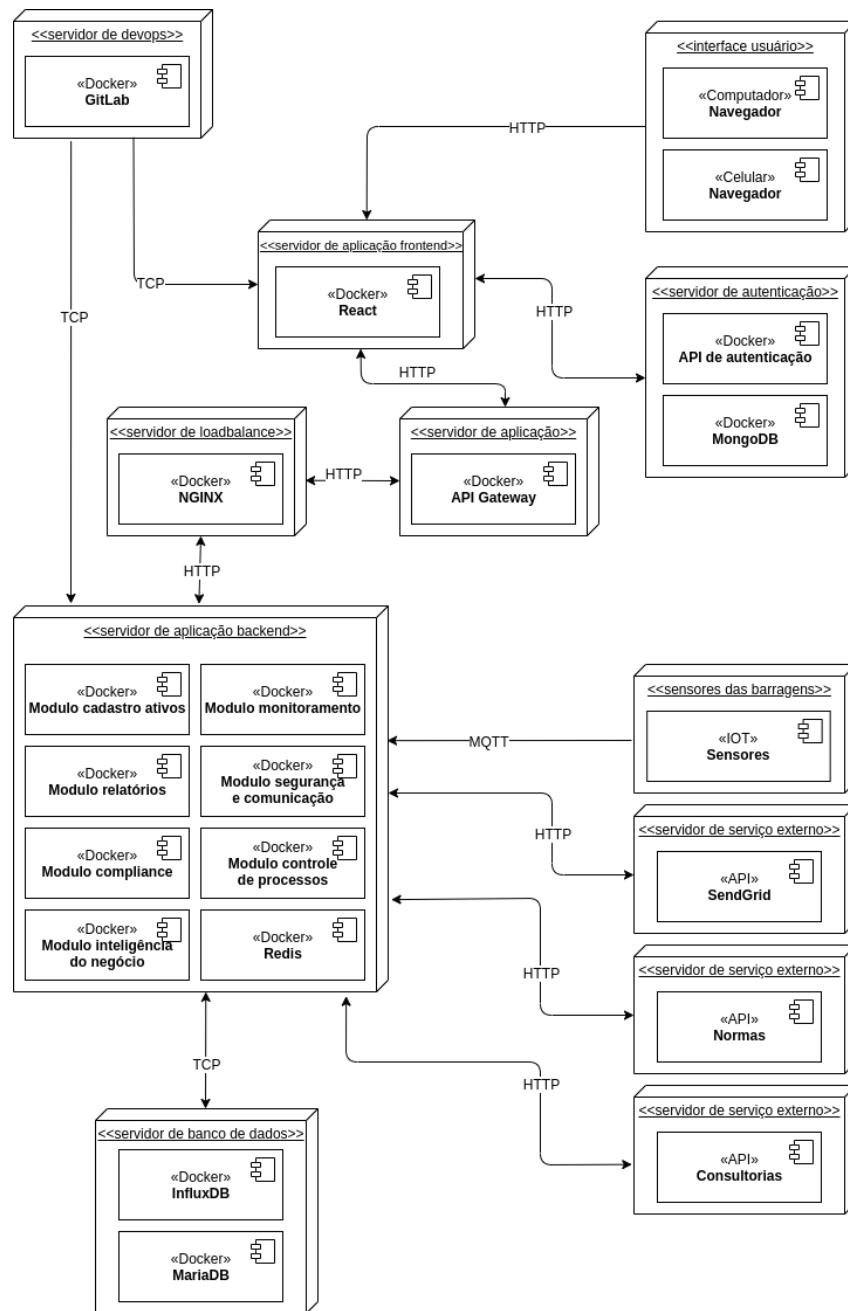 <<servidor de devops>>
«Docker»
GitLab
<<interface usuário>>
«Computador»
Navegador
«Celular»
Navegador
HTTP
<<servidor de aplicação frontend>>
«Docker»
React
TCP
TCP
HTTP
<<servidor de autenticação>>
«Docker»
API de autenticação
«Docker»
MongoDB
HTTP
<<servidor de loadbalance>>
«Docker»
NGINX
HTTP
<<servidor de aplicação>>
«Docker»
API Gateway
HTTP
<<servidor de aplicação backend>>
«Docker»
Modulo cadastro ativos
«Docker»
Modulo monitoramento
«Docker»
Modulo relatórios
«Docker»
Modulo segurança
e comunicação
«Docker»
Modulo compliance
«Docker»
Modulo controle
de processos
«Docker»
Modulo inteligência
do negócio
«Docker»
Redis
MQTT
<<sensores das barragens>>
«IOT»
Sensores
HTTP
<<servidor de serviço externo>>
«API»
SendGrid
HTTP
<<servidor de serviço externo>>
«API»
Normas
HTTP
<<servidor de serviço externo>>
«API»
Consultorias
TCP
<<servidor de banco de dados>>
«Docker»
InfluxDB
«Docker»
MariaDB